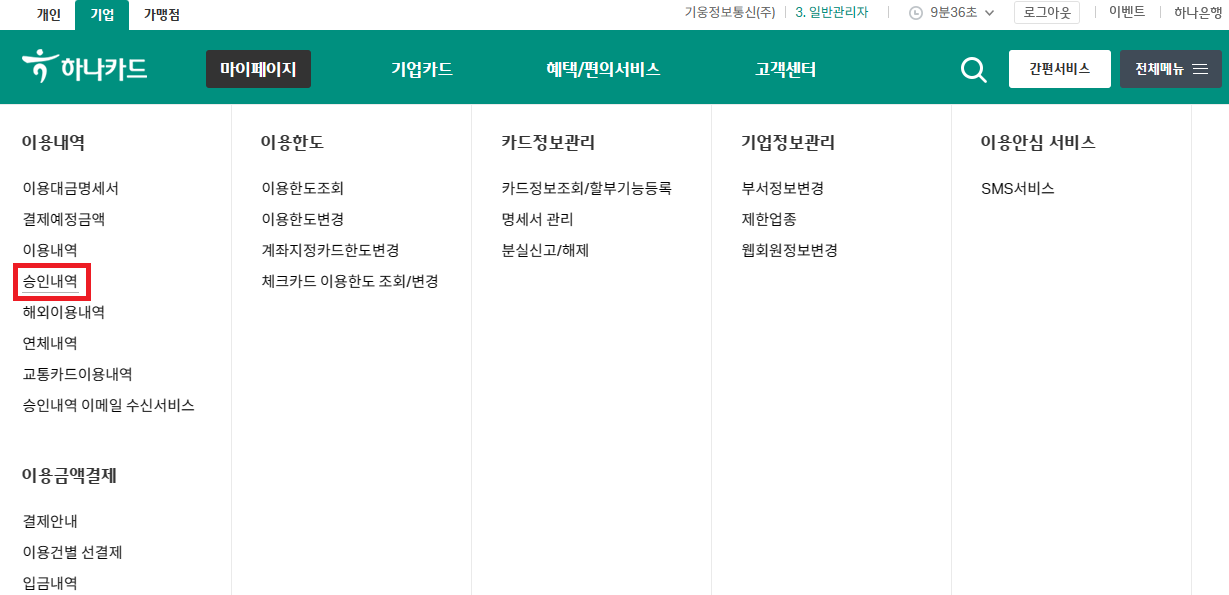 개인 기업 가맹점 기웅정보통신(주) 3. 일반관리자 9분36초 로그아웃 이벤트 하나은행
하나카드 마이페이지 기업카드 혜택/편의서비스 고객센터 간편서비스 전체메뉴
이용내역
이용대금명세서
결제예정금액
이용내역
승인내역
해외이용내역
연체내역
교통카드이용내역
승인내역 이메일 수신서비스
이용금액결제
결제안내
이용건별 선결제
입금내역
이용한도
이용한도조회
이용한도변경
계좌지정카드한도변경
체크카드 이용한도 조회/변경
카드정보관리
카드정보조회/할부기능등록
명세서 관리
분실신고/해제
기업정보관리
부서정보변경
제한업종
웹회원정보변경
이용안심 서비스
SMS서비스